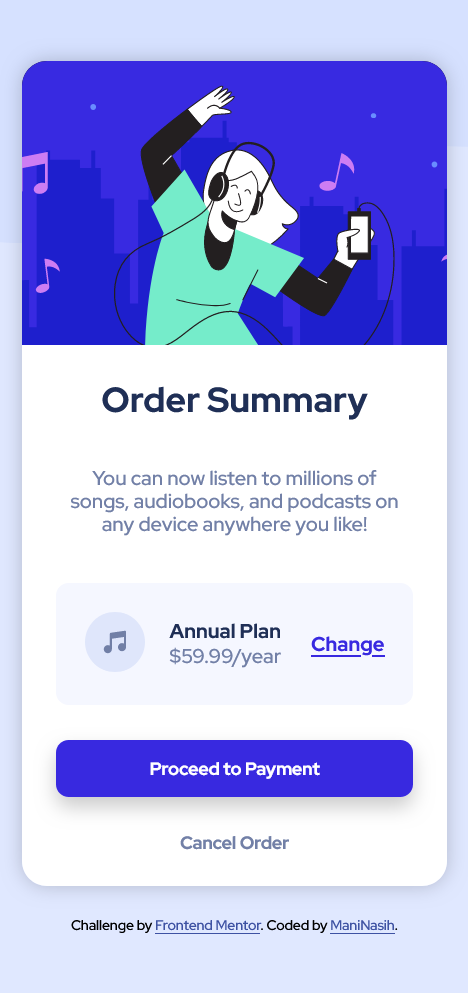 Order Summary
You can now listen to millions of
songs, audiobooks, and podcasts on
any device anywhere you like!
Annual Plan
$59.99/year
Change
Proceed to Payment
Cancel Order
Challenge by Frontend Mentor. Coded by ManiNasih.